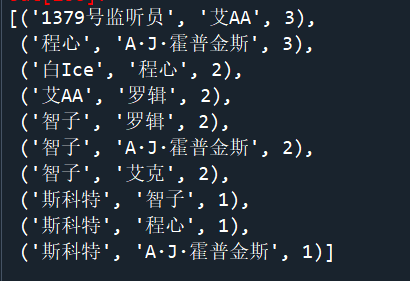 [('1379号监听员', '艾AA', 3),
('程心', 'A·J·霍普金斯', 3),
('白Ice', '程心', 2),
('艾AA', '罗辑', 2),
('智子', '罗辑', 2),
('智子', 'A·J·霍普金斯', 2),
('智子', '艾克', 2),
('斯科特', '智子', 1),
('斯科特', '程心', 1),
('斯科特', 'A·J·霍普金斯', 1)]